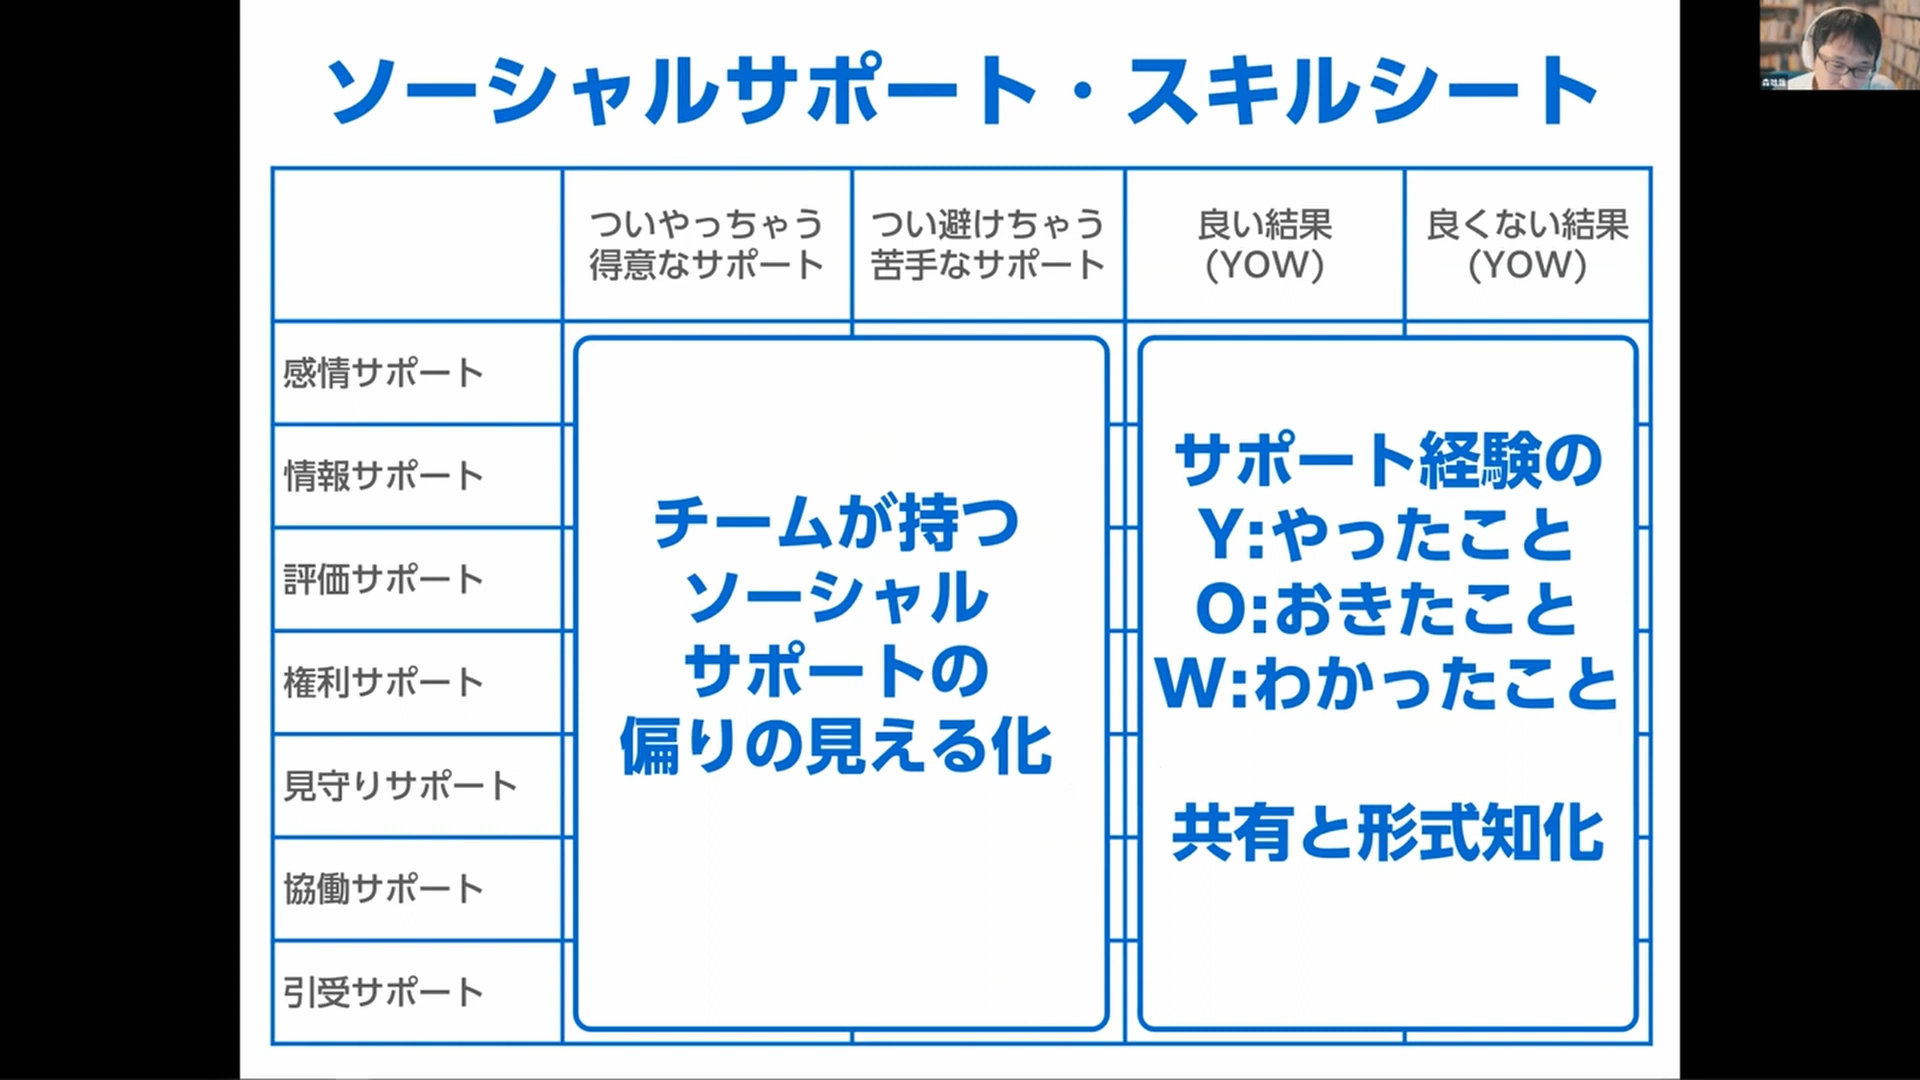 ソーシャルサポート・スキルシート
ついやっちゃう
得意なサポート
つい避けちゃう
苦手なサポート
良い結果
(YOW)
良くない結果
(YOW)
感情サポート
情報サポート
評価サポート
権利サポート
見守りサポート
協働サポート
引受サポート
チームが持つ
ソーシャル
サポートの
偏りの見える化
サポート経験の
Y:やったこと
O:おきたこと
W:わかったこと
共有と形式知化